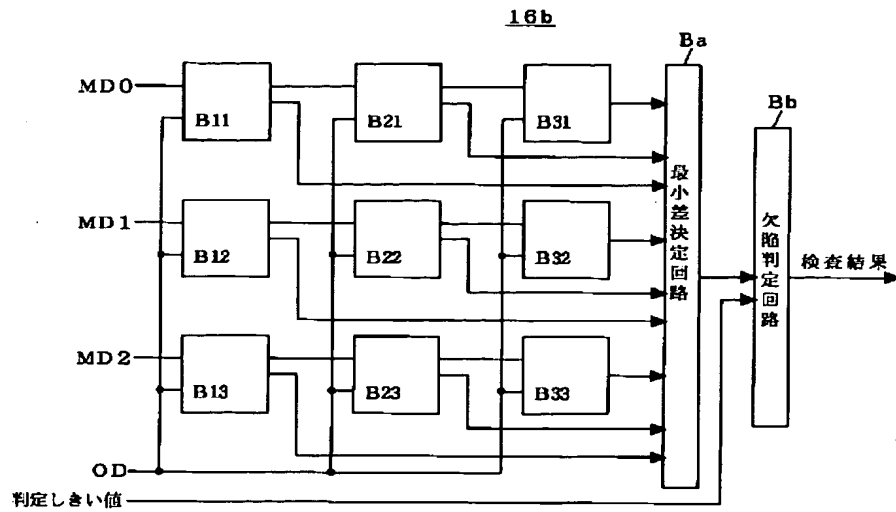 16b
Ba
Bb
MD0
B11
B21
B31
MD1
B12
B22
B32
MD2
B13
B23
B33
OD
判定しきい値
最小差決定回路
欠陥判定回路
検査結果